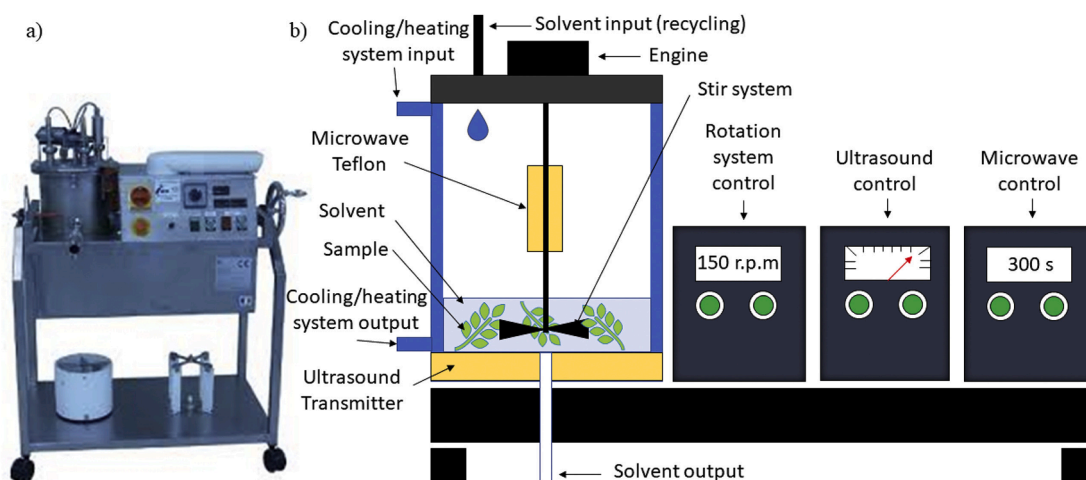 a)
b)
Cooling/heating
system input
Solvent input (recycling)
Engine
Stir system
Microwave
Teflon
Rotation
system
control
Ultrasound
control
Microwave
control
Solvent
Sample
150 r.p.m
300 s
Cooling/heating
system output
Ultrasound
Transmitter
Solvent output